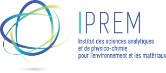 IPREM
Institut des sciences analytiques
et de physico-chimie
pour l'environnement et les matériaux